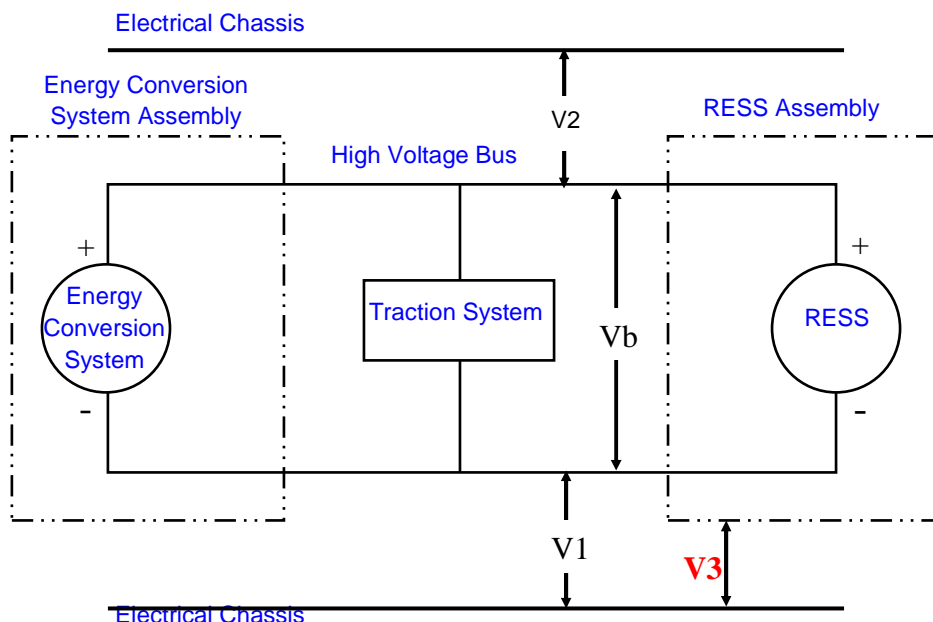 Electrical Chassis
Energy Conversion
System Assembly
V2
RESS Assembly
High Voltage Bus
+
+
Energy
Conversion
System
Traction System
Vb
RESS
-
-
V1
V3
Electrical Chassis